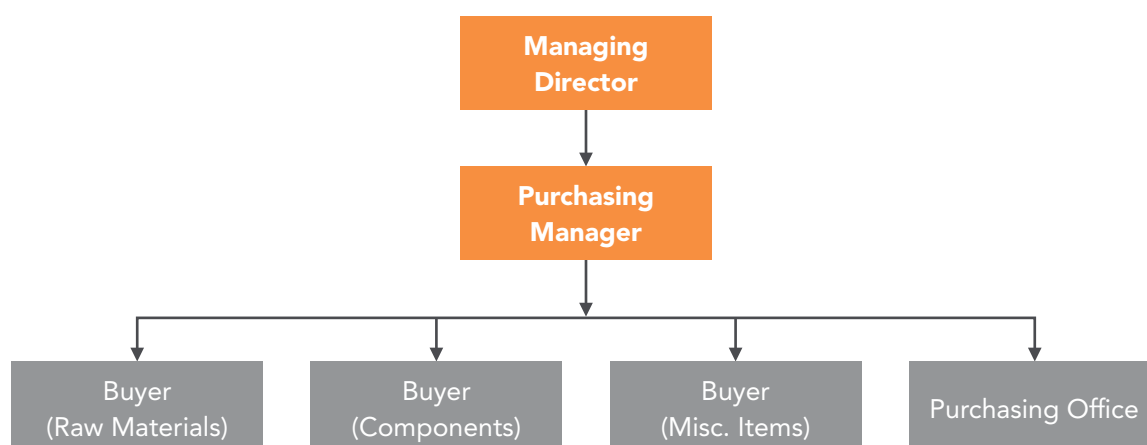 Managing
Director
Purchasing
Manager
Buyer
(Raw Materials)
Buyer
(Components)
Buyer
(Misc. Items)
Purchasing Office